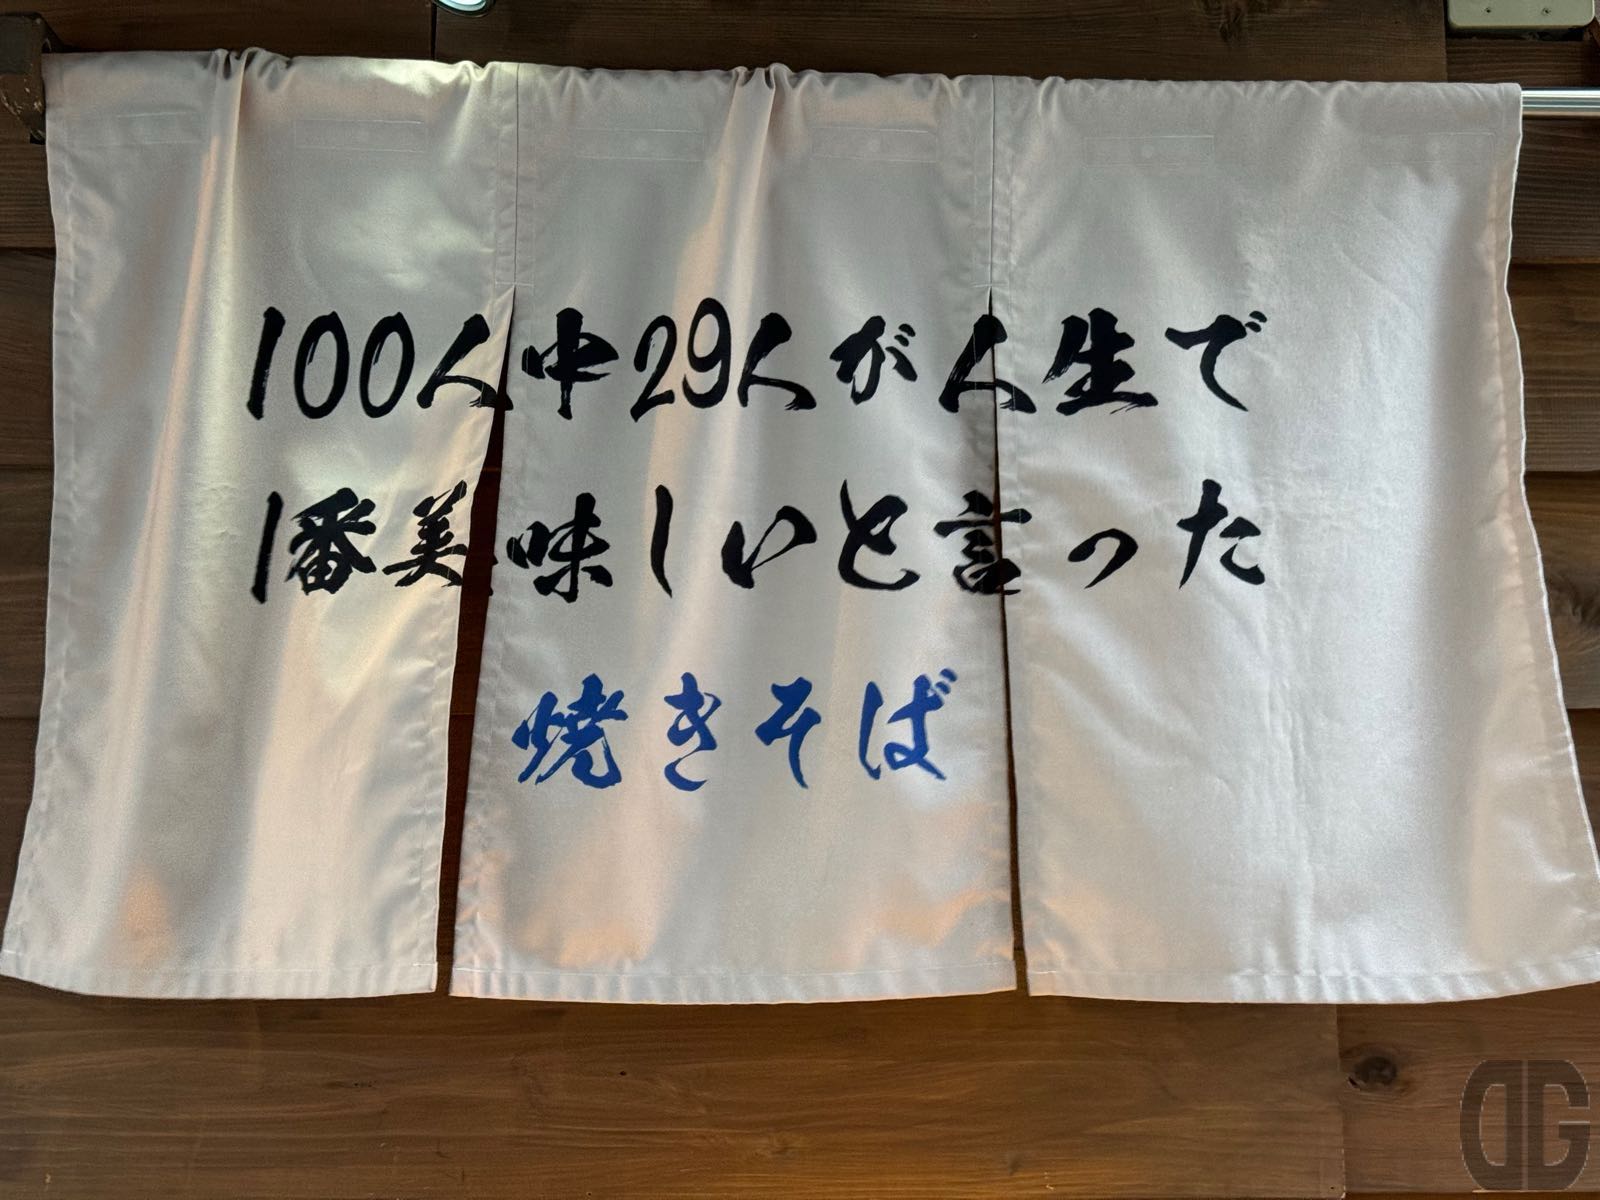 100人中29人が人生で
1番美味しいと言った
焼きそば
DG